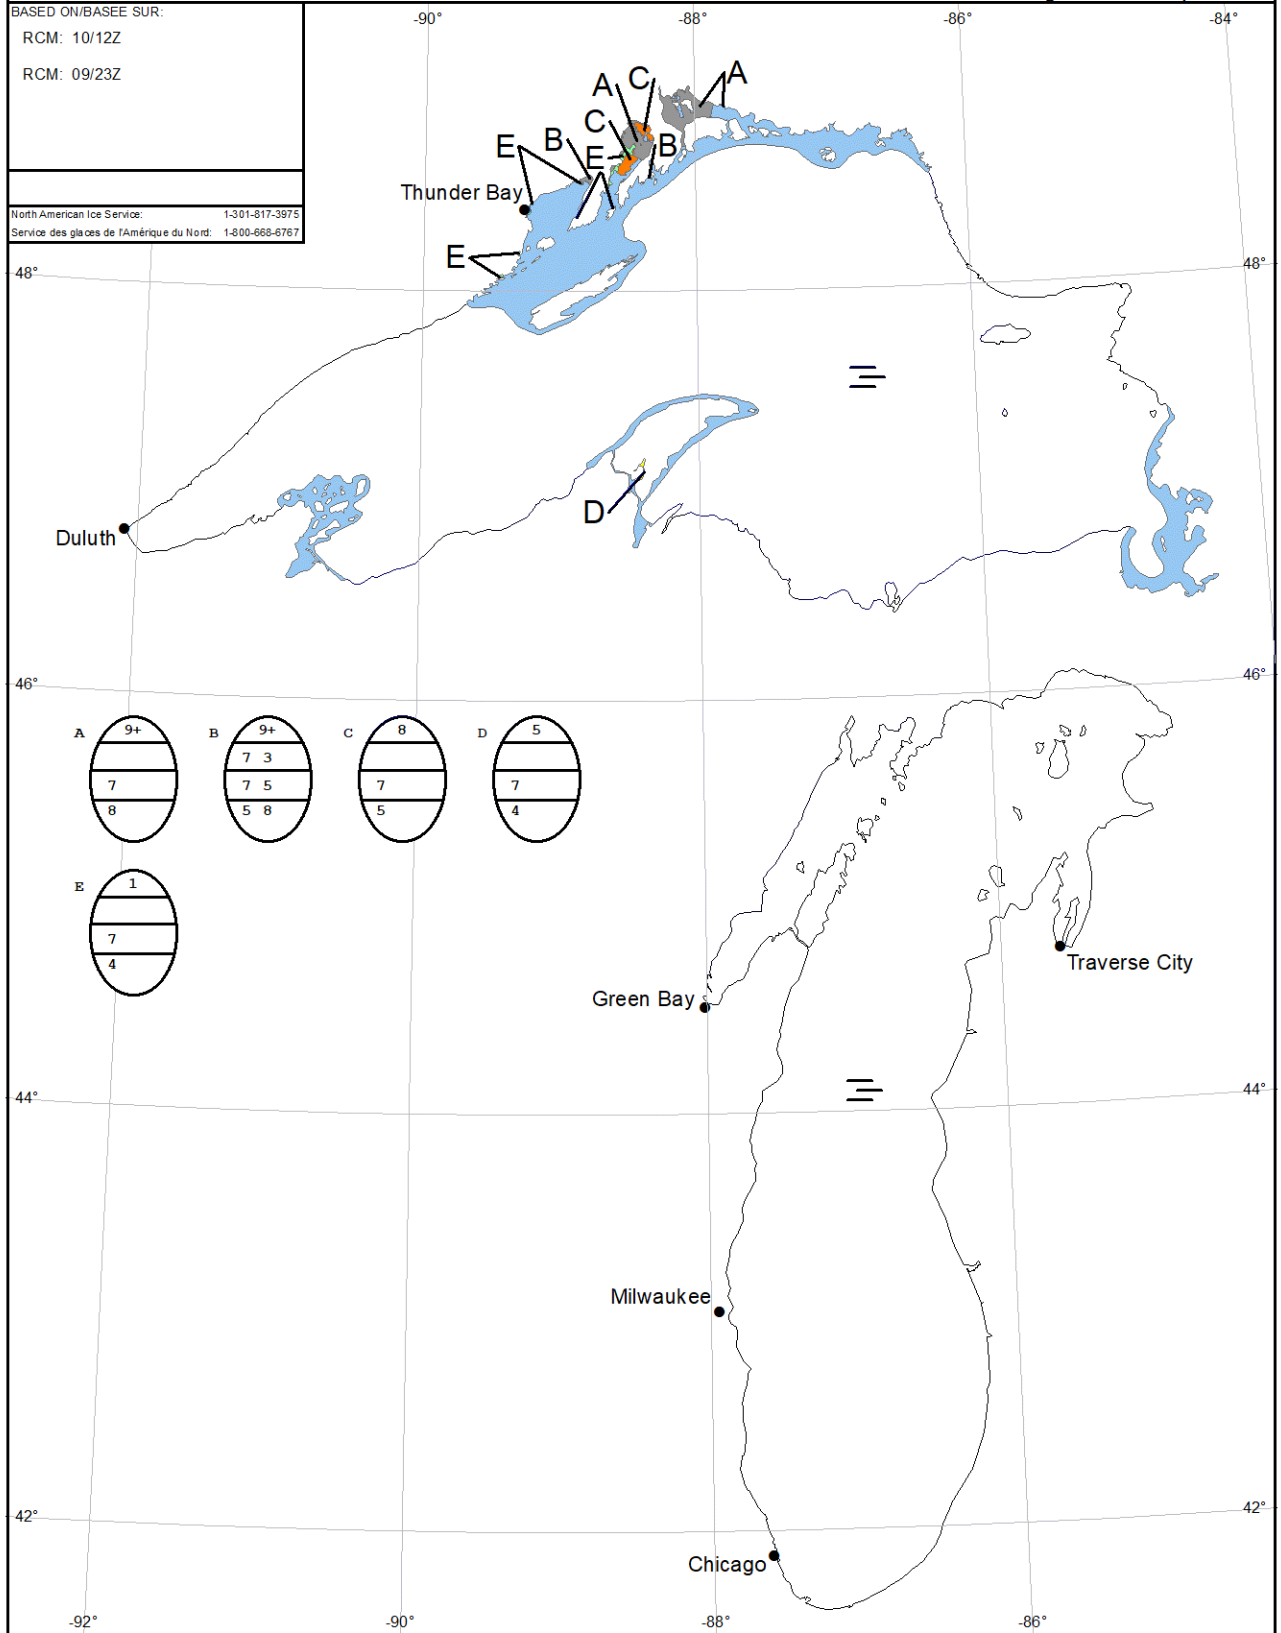 BASED ON/BASEE SUR:
RCM: 10/12Z
RCM: 09/23Z
North American Ice Service: 1-301-817-3975
Service des glaces de l'Amérique du Nord: 1-800-668-6767
-90° -88° -86° -84°
A C A
C
E B E B
Thunder Bay
E
48° 48°
D
Duluth
46° 46°
A 9+ 7 8
B 9+ 7 3 7 5 5 8
C 8 7 5
D 5 7 4
E 1 7 4
Traverse City
Green Bay
44° 44°
Milwaukee
42° 42°
Chicago
-92° -90° -88° -86°